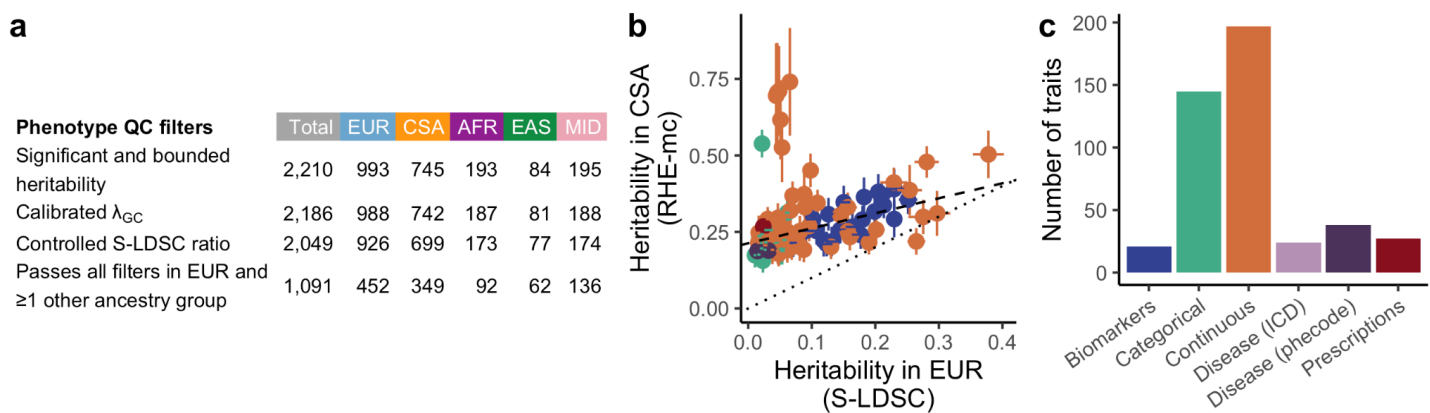 a
Phenotype QC filters Total EUR CSA AFR EAS MID
Significant and bounded
heritability 2,210 993 745 193 84 195
Calibrated λGC 2,186 988 742 187 81 188
Controlled S-LDSC ratio 2,049 926 699 173 77 174
Passes all filters in EUR and
≥1 other ancestry group 1,091 452 349 92 62 136
b
Heritability in CSA
(RHE-mc)
0.75
0.50
0.25
0.00
0.0 0.1 0.2 0.3 0.4
Heritability in EUR
(S-LDSC)
c
Number of traits
200
150
100
50
0
Biomarkers
Categorical
Continuous
Disease (ICD)
Disease (phecode)
Prescriptions